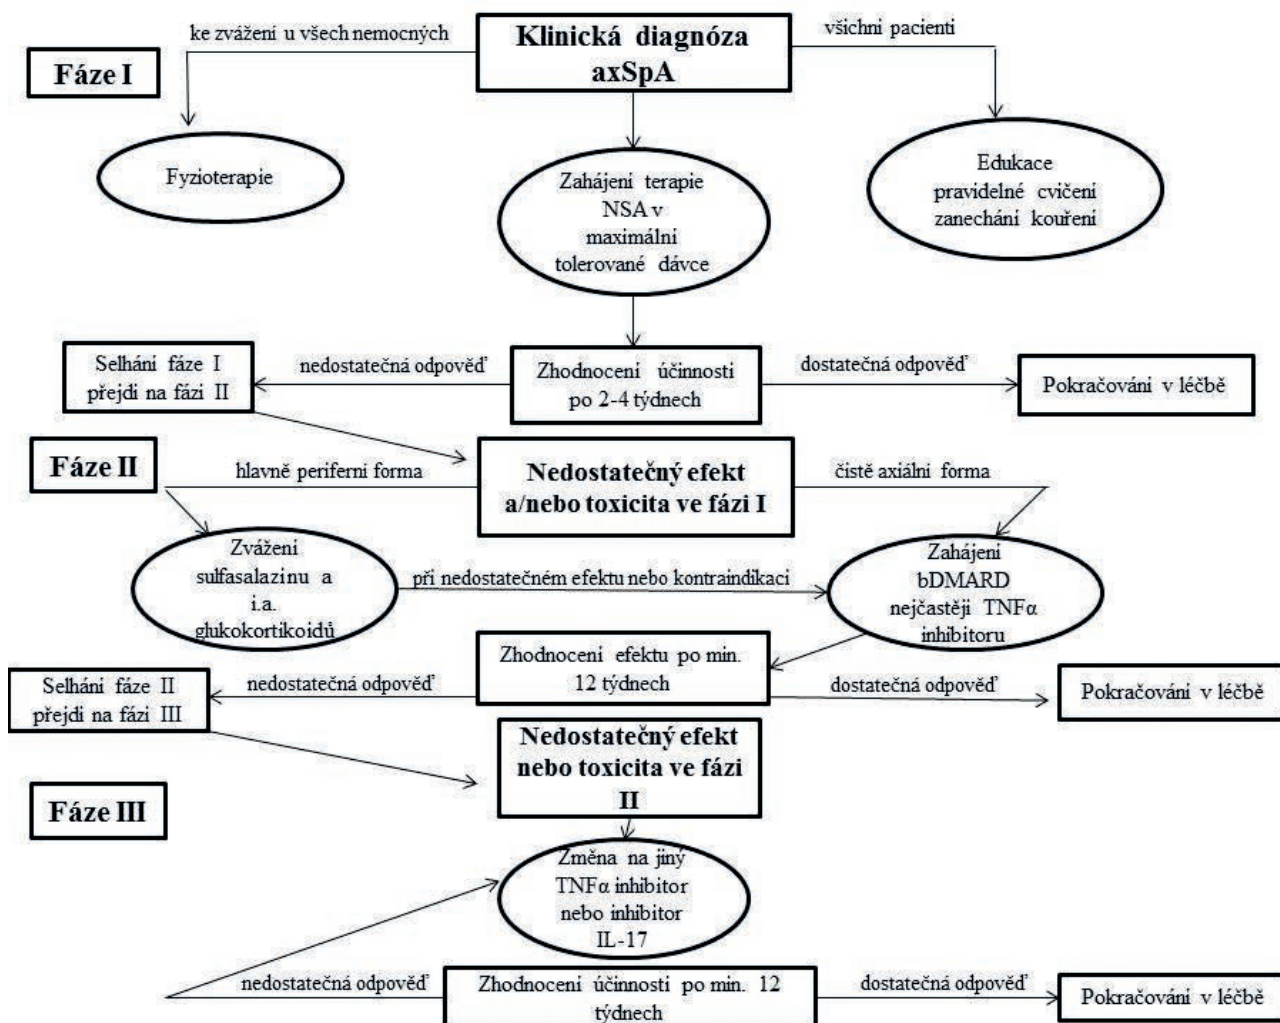 ke zvážení u všech nemocných
Klinická diagnóza
axSpA
všichni pacienti
Fáze I
Fyzioterapie
Zahájení terapie
NSA v
maximální
tolerované dávce
Edukace
pravidelné cvičení
zanechání kouření
Selhání fáze I
přejdi na fázi II
nedostatečná odpověď
Zhodnocení účinnosti
po 2-4 týdnech
dostatečná odpověď
Pokračování v léčbě
Fáze II
hlavně periferni forma
Nedostatečný efekt
a/nebo toxicita ve fázi I
čistě axiální forma
Zvážení
sulfasalazinu a
i.a.
glukokortikoidů
při nedostatečném efektu nebo kontraindikaci
Zahájení
bDMARD
nejčastěji TNFα
inhibitoru
Zhodnocení efektu po min.
12 týdnech
Selhání fáze II
přejdi na fázi III
nedostatečná odpověď
dostatečná odpověď
Pokračování v léčbě
Nedostatečný efekt
nebo toxicita ve fázi
II
Fáze III
Změna na jiný
TNFα inhibitor
nebo inhibitor
IL-17
nedostatečná odpověď
Zhodnocení účinnosti po min. 12
týdnech
dostatečná odpověď
Pokračování v léčbě